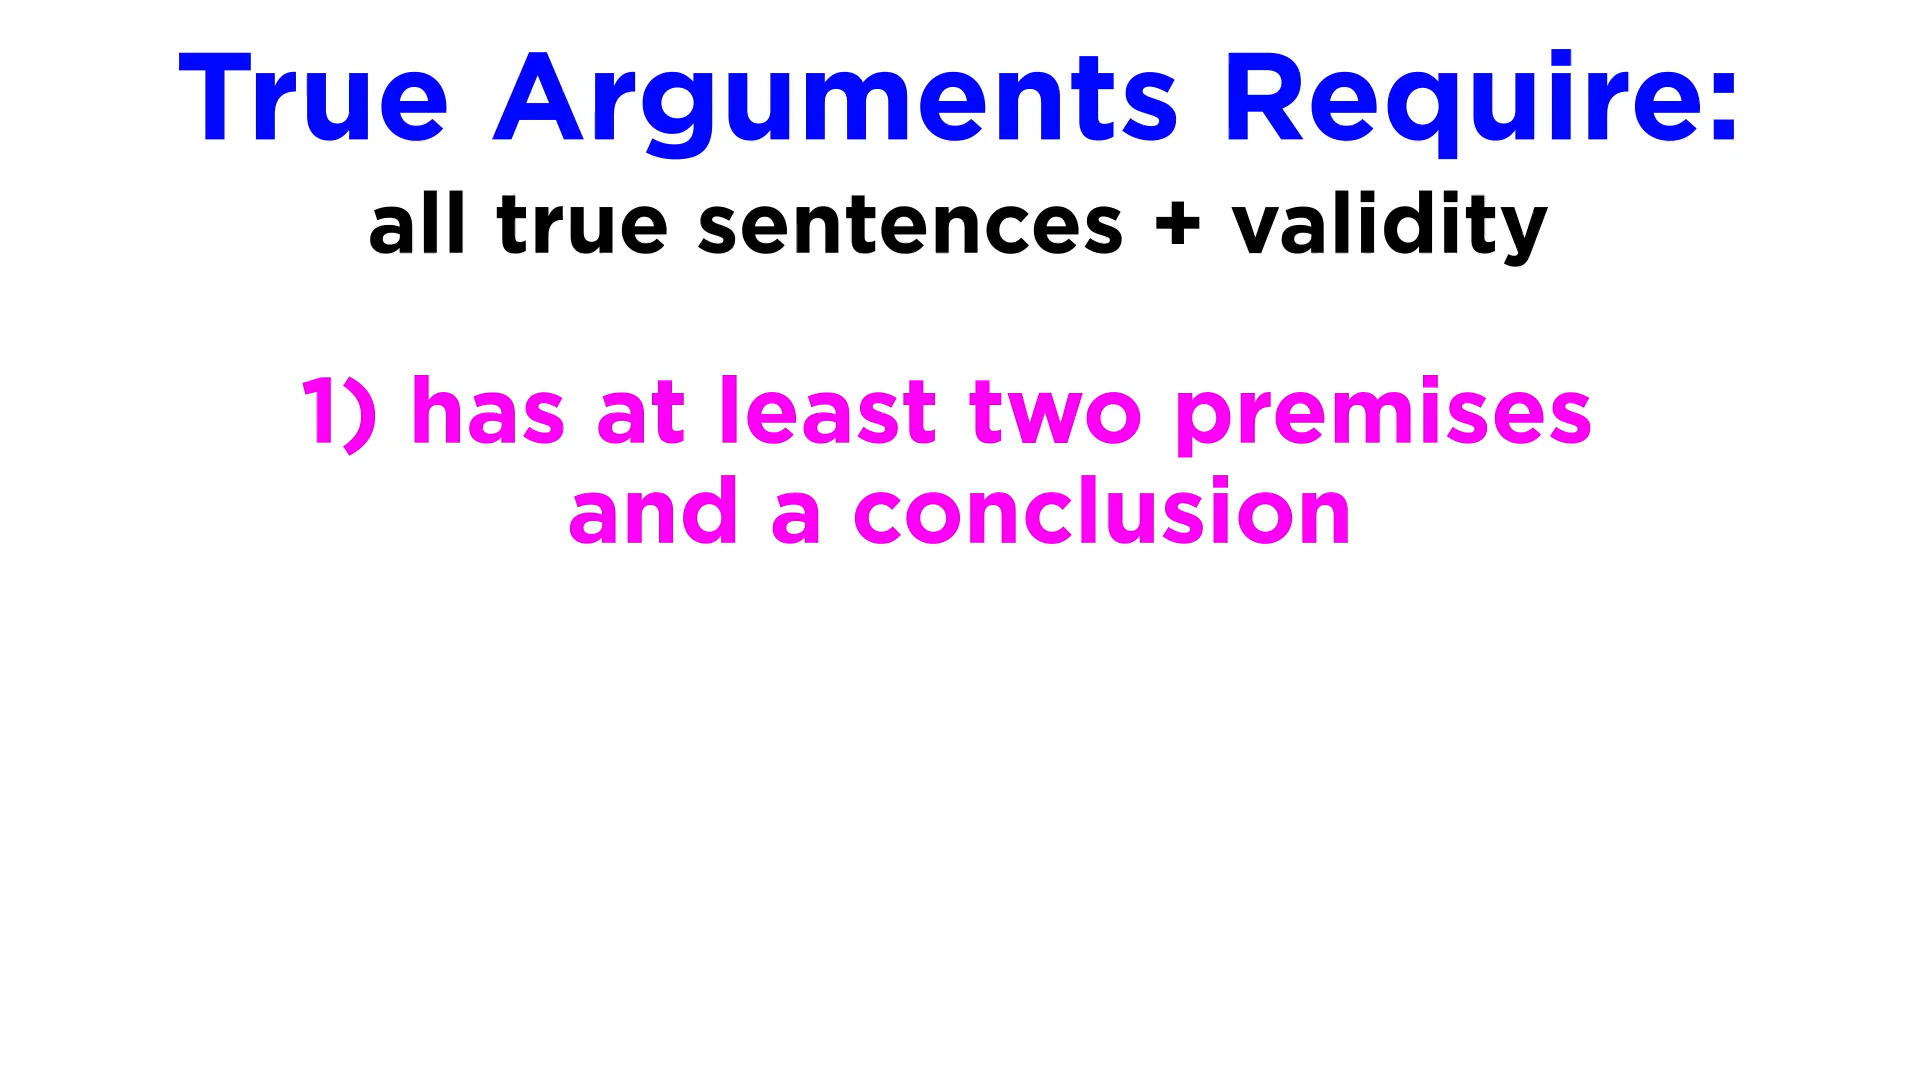 True Arguments Require:
all true sentences + validity
1) has at least two premises
and a conclusion